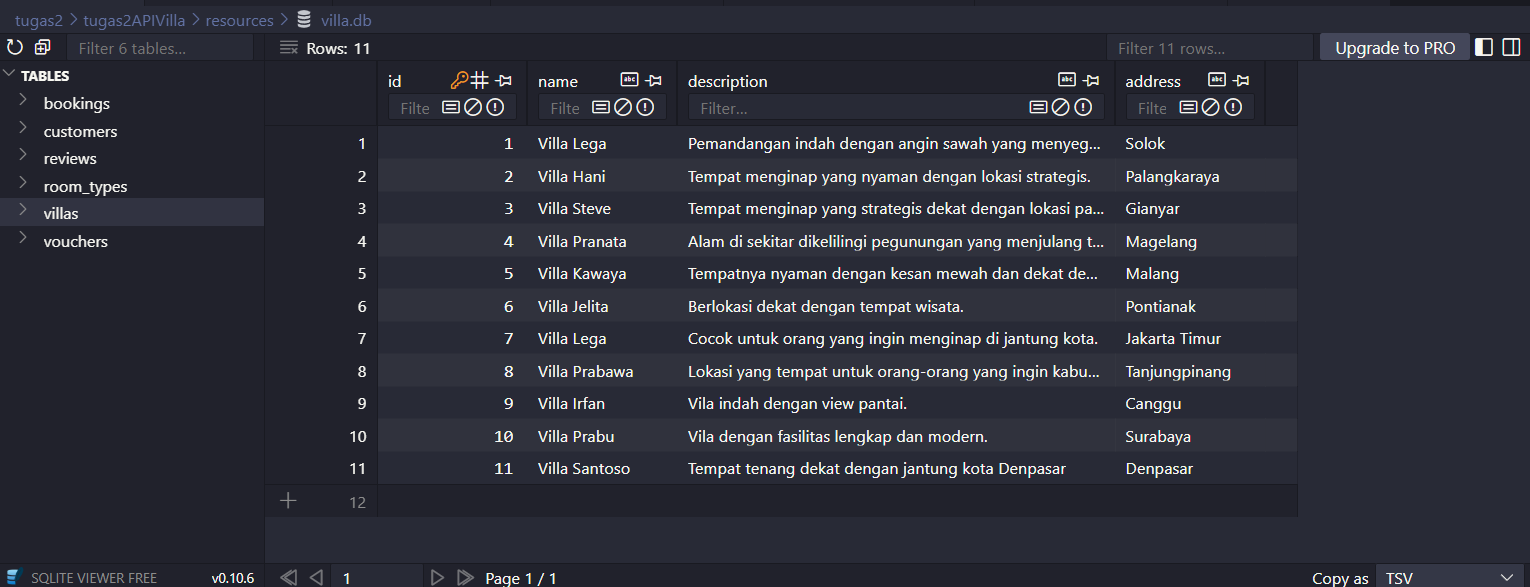 tugas2 > tugas2APIVilla > resources > villa.db
Filter 6 tables...
Rows: 11
Filter 11 rows...
Upgrade to PRO
TABLES
bookings
customers
reviews
room_types
villas
vouchers
id name description address
Filte Filte Filter... Filte
1 1 Villa Lega Pemandangan indah dengan angin sawah yang menyeg... Solok
2 2 Villa Hani Tempat menginap yang nyaman dengan lokasi strategis. Palangkaraya
3 3 Villa Steve Tempat menginap yang strategis dekat dengan lokasi pa... Gianyar
4 4 Villa Pranata Alam di sekitar dikelilingi pegunungan yang menjulang t... Magelang
5 5 Villa Kawaya Tempatnya nyaman dengan kesan mewah dan dekat de... Malang
6 6 Villa Jelita Berlokasi dekat dengan tempat wisata. Pontianak
7 7 Villa Lega Cocok untuk orang yang ingin menginap di jantung kota. Jakarta Timur
8 8 Villa Prabawa Lokasi yang tempat untuk orang-orang yang ingin kabu... Tanjungpinang
9 9 Villa Irfan Vila indah dengan view pantai. Canggu
10 10 Villa Prabu Vila dengan fasilitas lengkap dan modern. Surabaya
11 11 Villa Santoso Tempat tenang dekat dengan jantung kota Denpasar Denpasar
12
SQLITE VIEWER FREE v0.10.6
1
Page 1 / 1
Copy as TSV